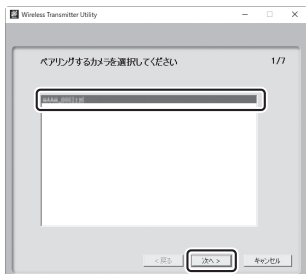 Wireless Transmitter Utility
ペアリングするカメラを選択してください
1/7
< 戻る
次へ >
キャンセル